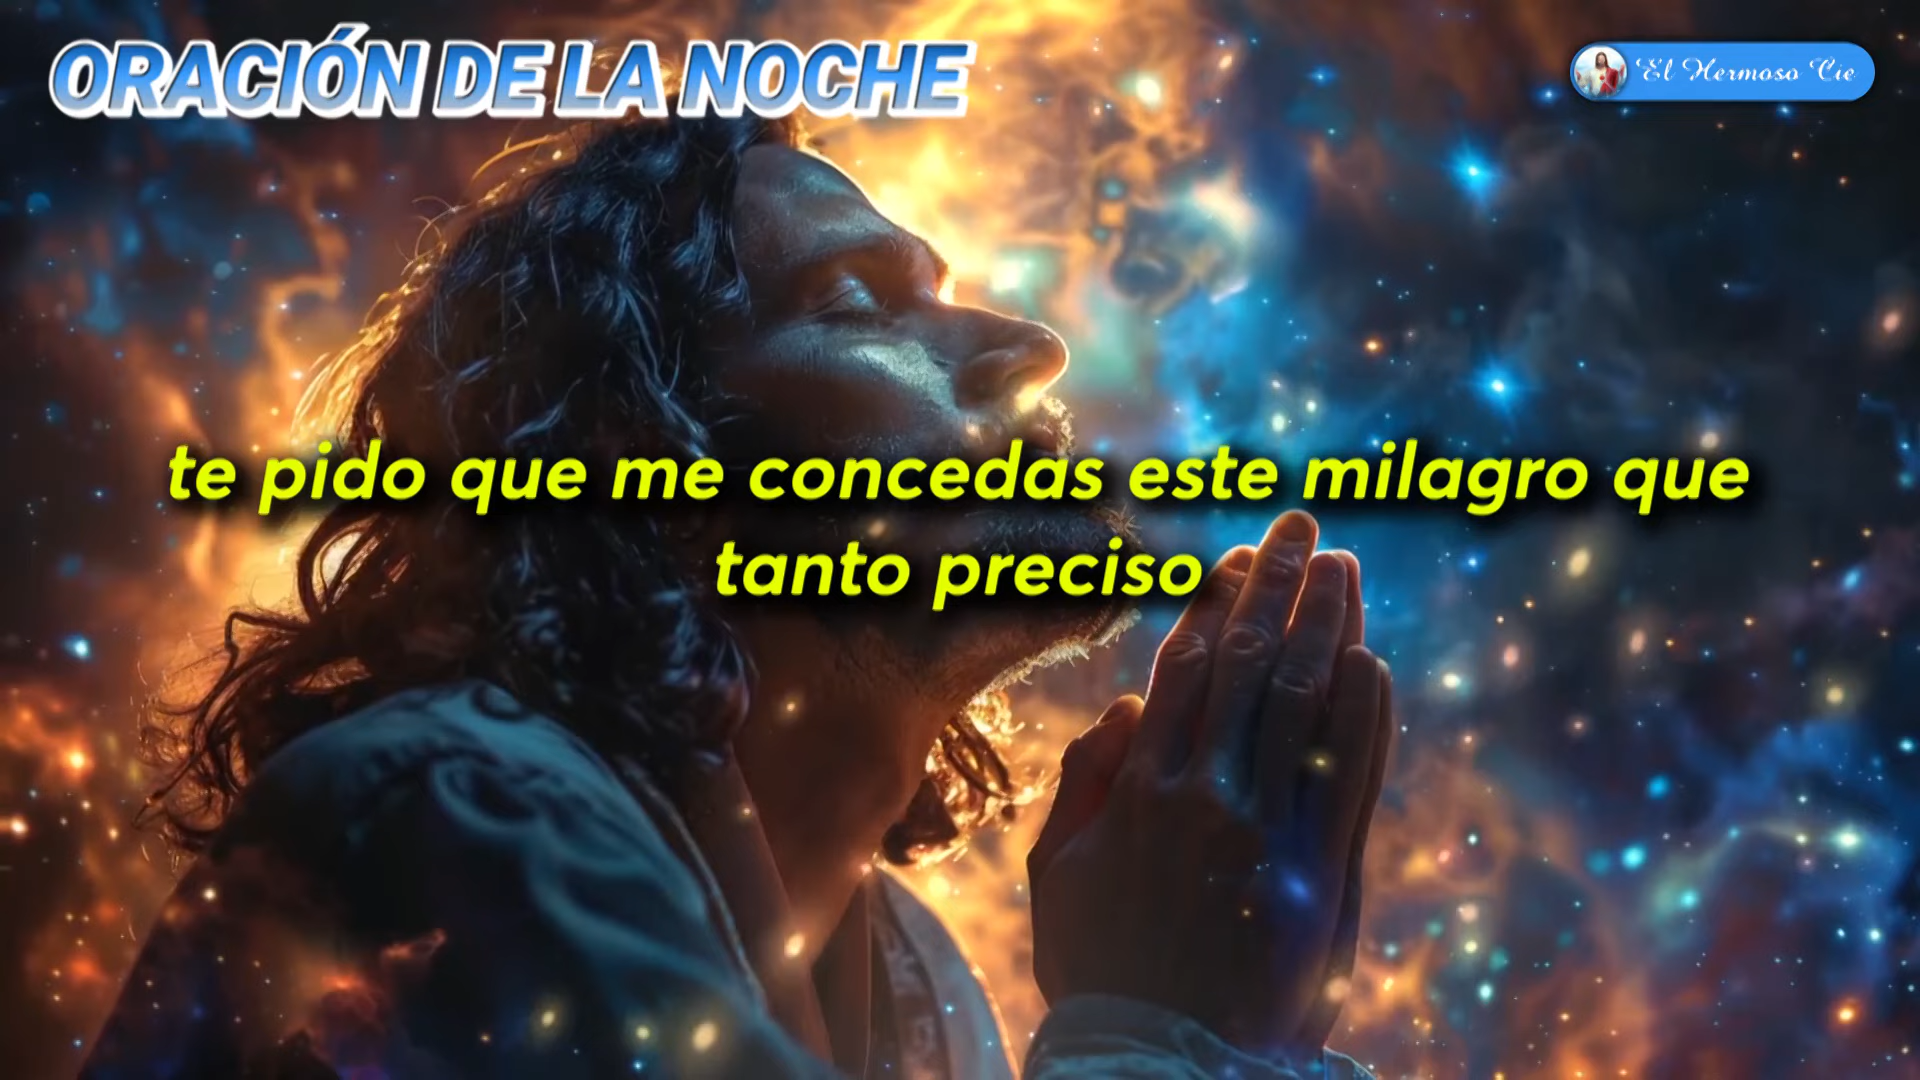 ORACIÓN DE LA NOCHE
El Hermoso Cie
te pido que me concedas este milagro que
tanto preciso